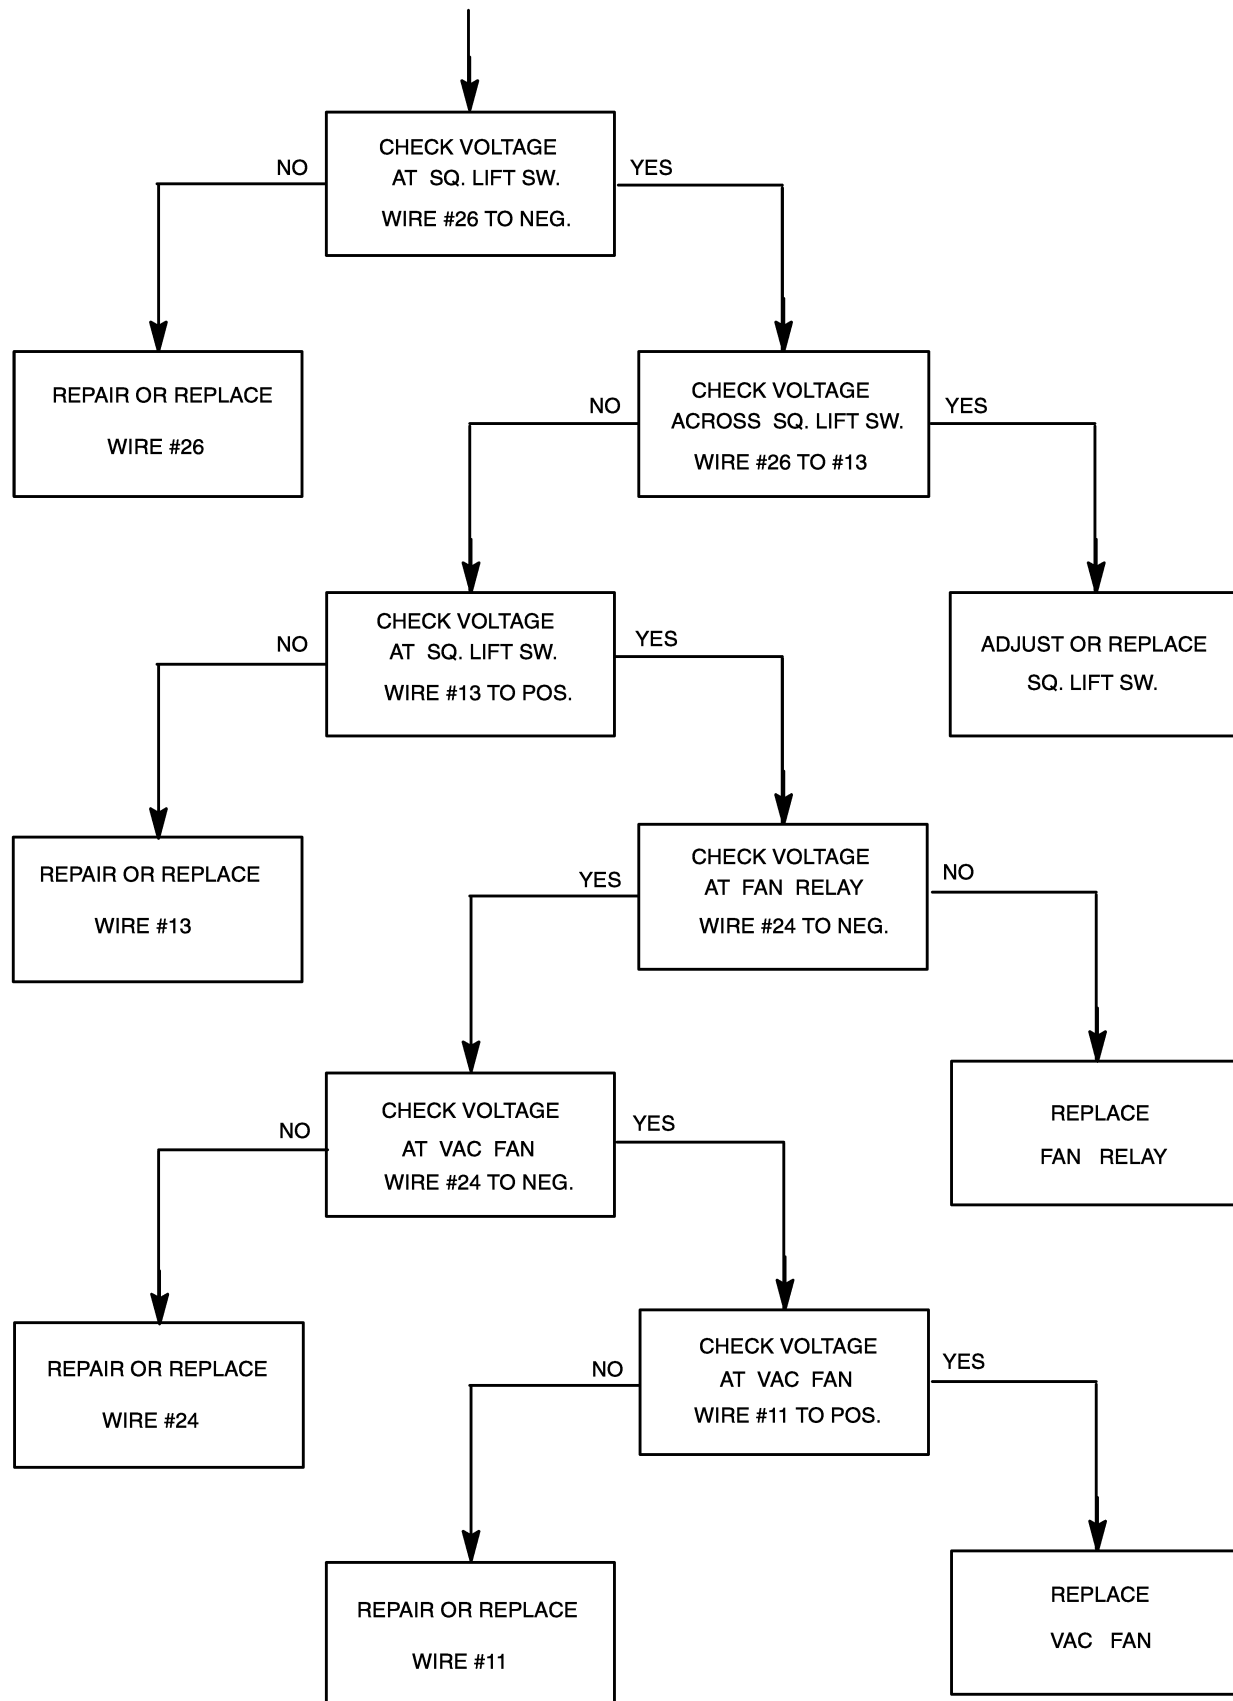 CHECK VOLTAGE
AT SQ. LIFT SW.
WIRE #26 TO NEG.
NO
YES
REPAIR OR REPLACE
WIRE #26
CHECK VOLTAGE
ACROSS SQ. LIFT SW.
WIRE #26 TO #13
NO
YES
CHECK VOLTAGE
AT SQ. LIFT SW.
WIRE #13 TO POS.
NO
YES
ADJUST OR REPLACE
SQ. LIFT SW.
REPAIR OR REPLACE
WIRE #13
CHECK VOLTAGE
AT FAN RELAY
WIRE #24 TO NEG.
YES
NO
CHECK VOLTAGE
AT VAC FAN
WIRE #24 TO NEG.
NO
YES
REPLACE
FAN RELAY
REPAIR OR REPLACE
WIRE #24
CHECK VOLTAGE
AT VAC FAN
WIRE #11 TO POS.
NO
YES
REPAIR OR REPLACE
WIRE #11
REPLACE
VAC FAN